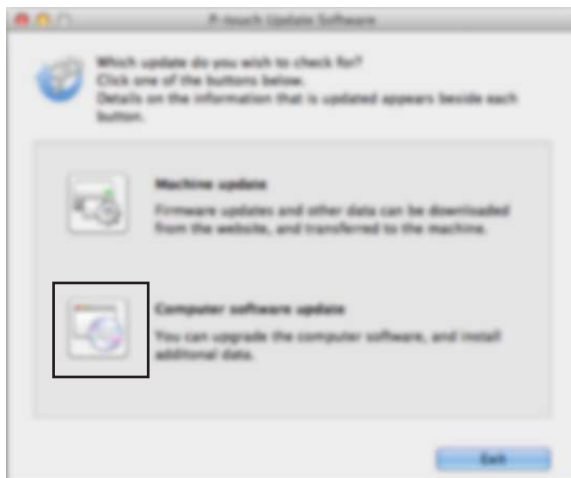 P-touch Update Software
Which update do you wish to check for?
Click one of the buttons below.
Details on the information that is updated appears beside each
button.
Machine update
Firmware updates and other data can be downloaded
from the website, and transferred to the machine.
Computer software update
You can upgrade the computer software, and install
additonal data.
Exit